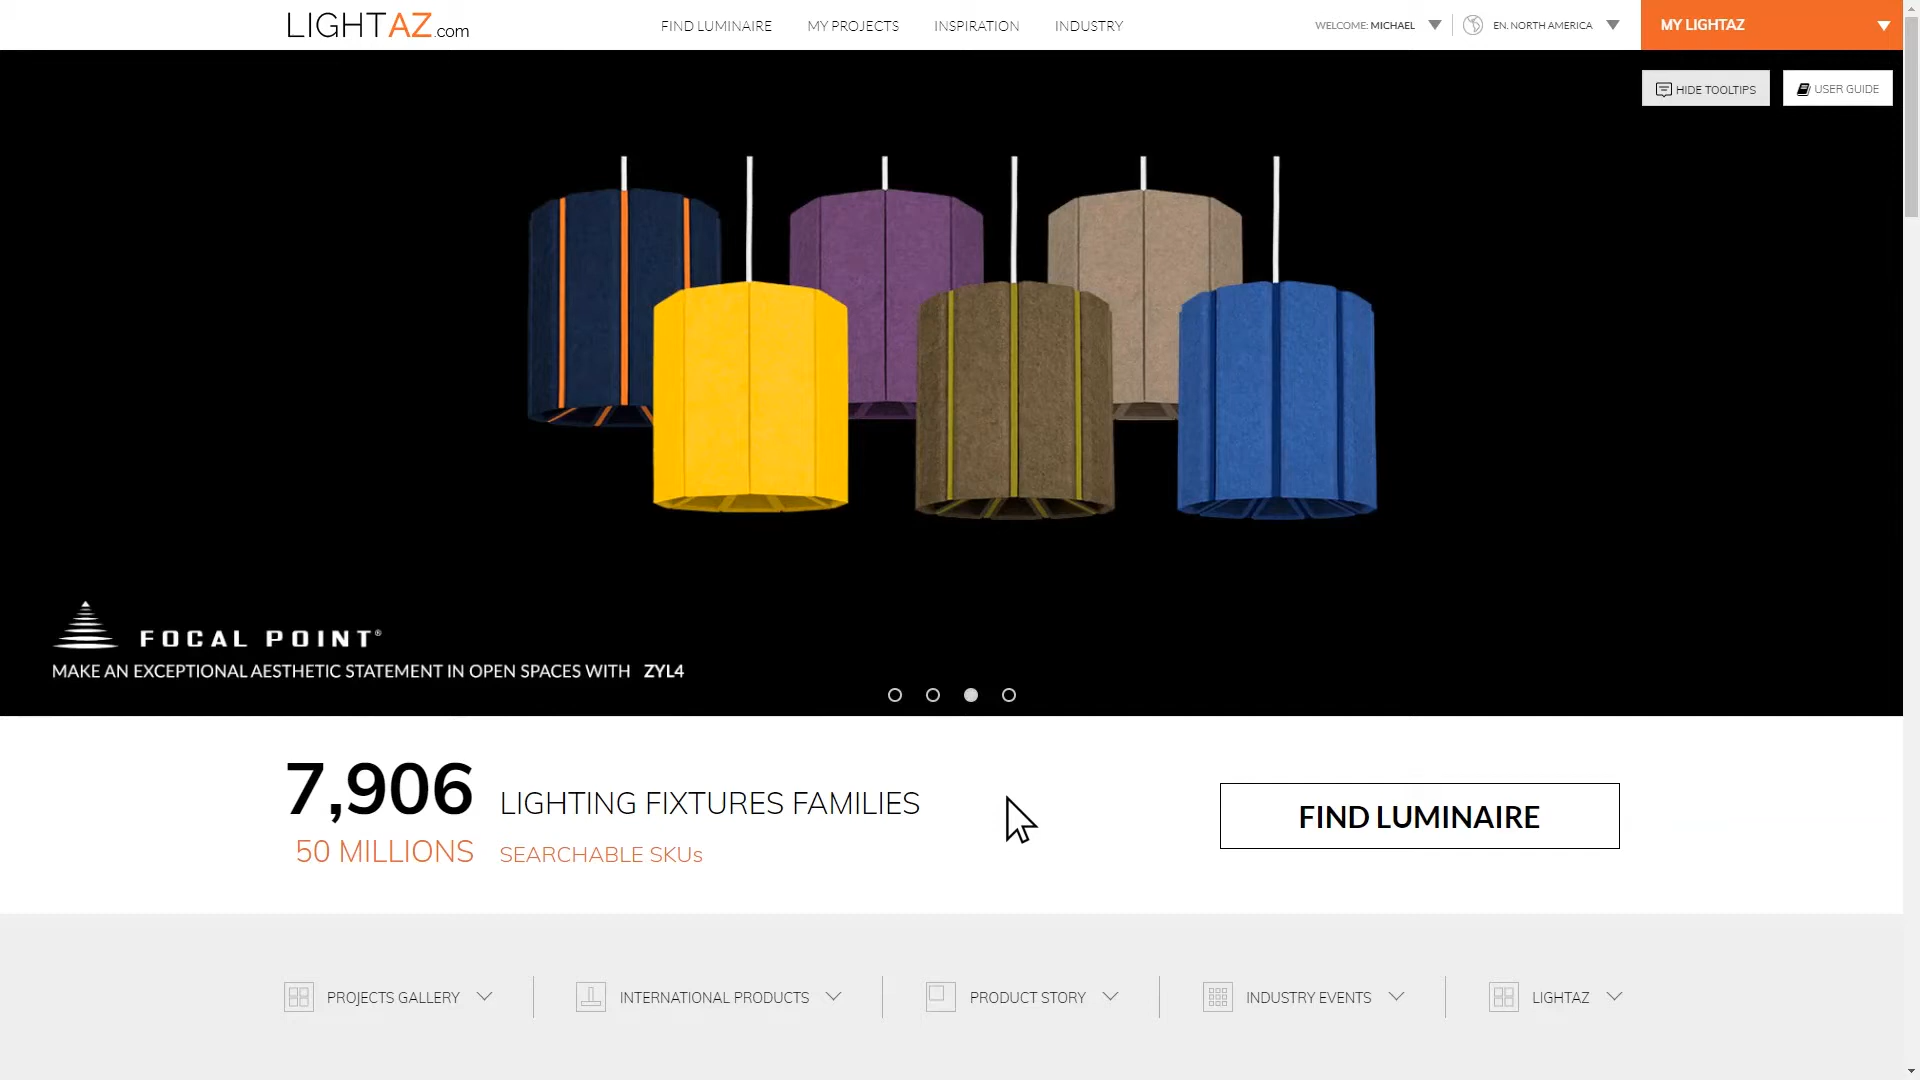 LIGHTAZ.com
FIND LUMINAIRE
MY PROJECTS
INSPIRATION
INDUSTRY
WELCOME: MICHAEL
EN. NORTH AMERICA
MY LIGHTAZ
HIDE TOOLTIPS
USER GUIDE
FOCAL POINT®
MAKE AN EXCEPTIONAL AESTHETIC STATEMENT IN OPEN SPACES WITH ZYL4
7,906 LIGHTING FIXTURES FAMILIES
50 MILLIONS SEARCHABLE SKUs
FIND LUMINAIRE
PROJECTS GALLERY
INTERNATIONAL PRODUCTS
PRODUCT STORY
INDUSTRY EVENTS
LIGHTAZ